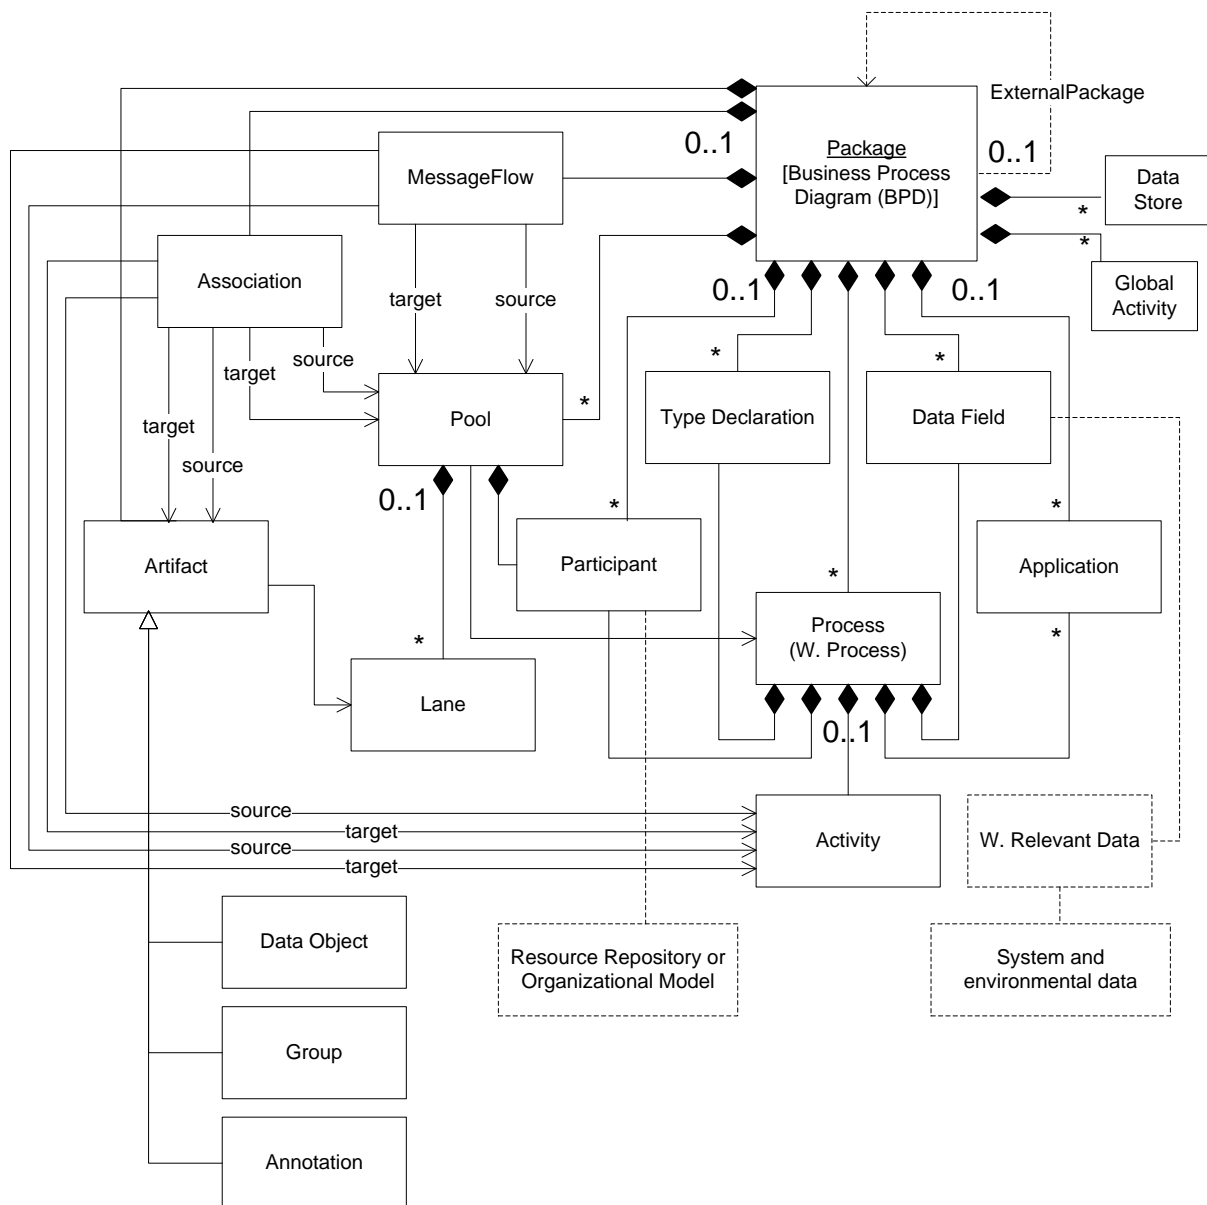 ExternalPackage
0..1
0..1
Package
[Business Process
Diagram (BPD)]
MessageFlow
Data
Store
*
*
Association
Global
Activity
0..1
0..1
target
source
source
target
*
*
*
Pool
Type Declaration
Data Field
target
source
0..1
*
*
Artifact
Participant
Application
*
Process
(W. Process)
*
*
Lane
0..1
source
target
source
target
Activity
W. Relevant Data
Data Object
Resource Repository or
Organizational Model
System and
environmental data
Group
Annotation